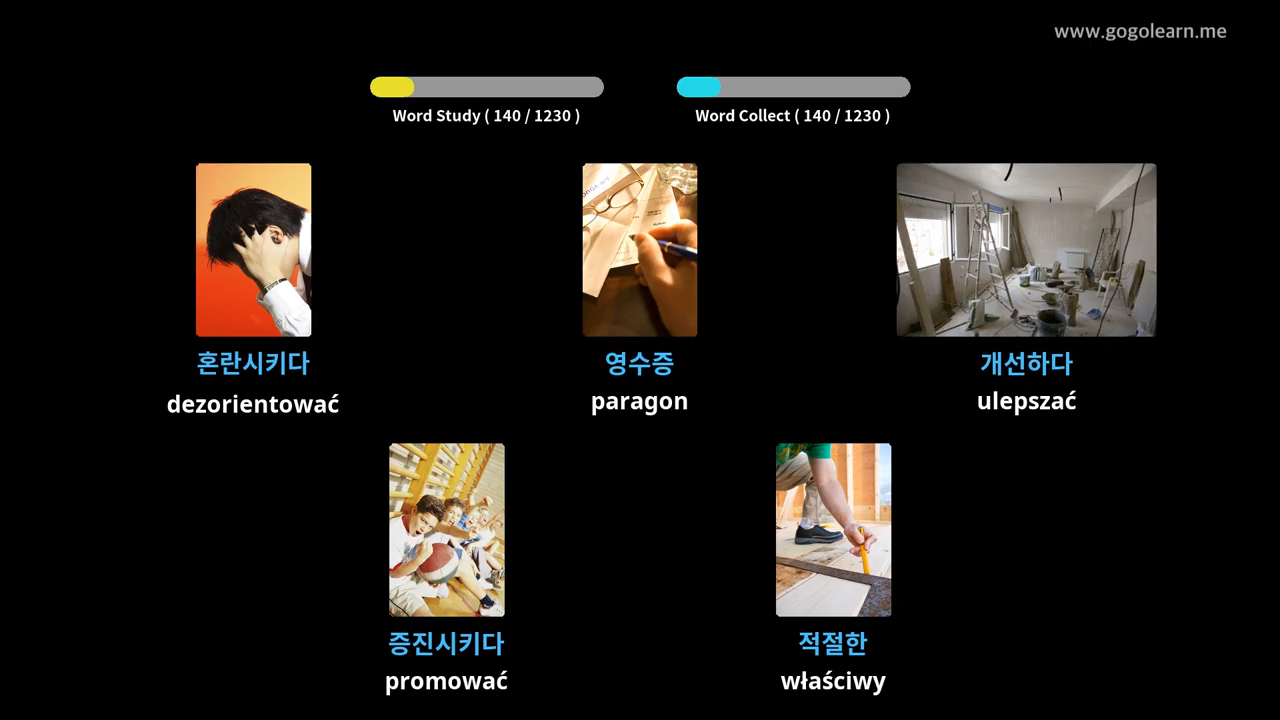 www.gogolearn.me
Word Study ( 140 / 1230 )
Word Collect ( 140 / 1230 )
혼란시키다
dezorientować
영수증
paragon
개선하다
ulepszać
증진시키다
promować
적절한
właściwy